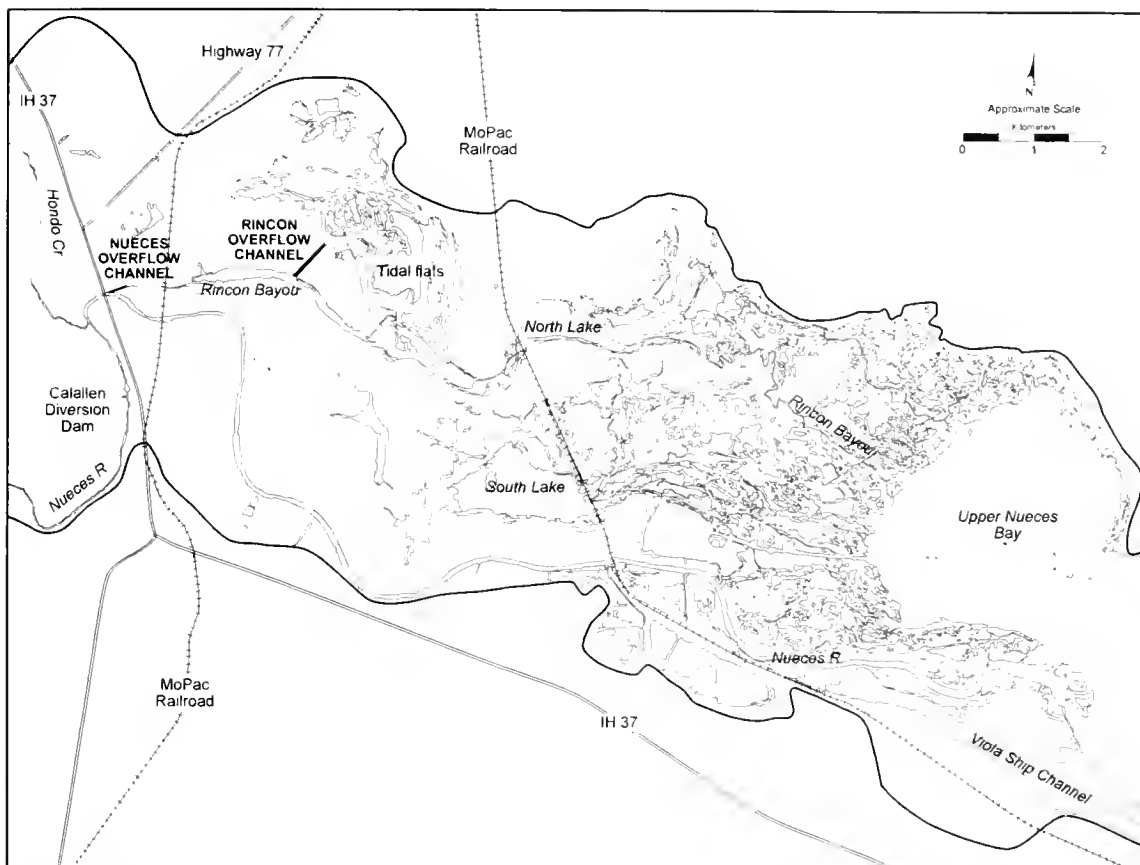 Highway 77
IH 37
N
Approximate Scale
Kilometers
0 1 2
MoPac
Railroad
Hondo Cr
NUECES
OVERFLOW
CHANNEL
RINCON
OVERFLOW
CHANNEL
Tidal flats
Rincon Bayou
North Lake
Calallen
Diversion
Dam
Rincon Bayou
Nueces R
South Lake
Upper Nueces
Bay
Nueces R
MoPac
Railroad
IH 37
Viola Ship Channel